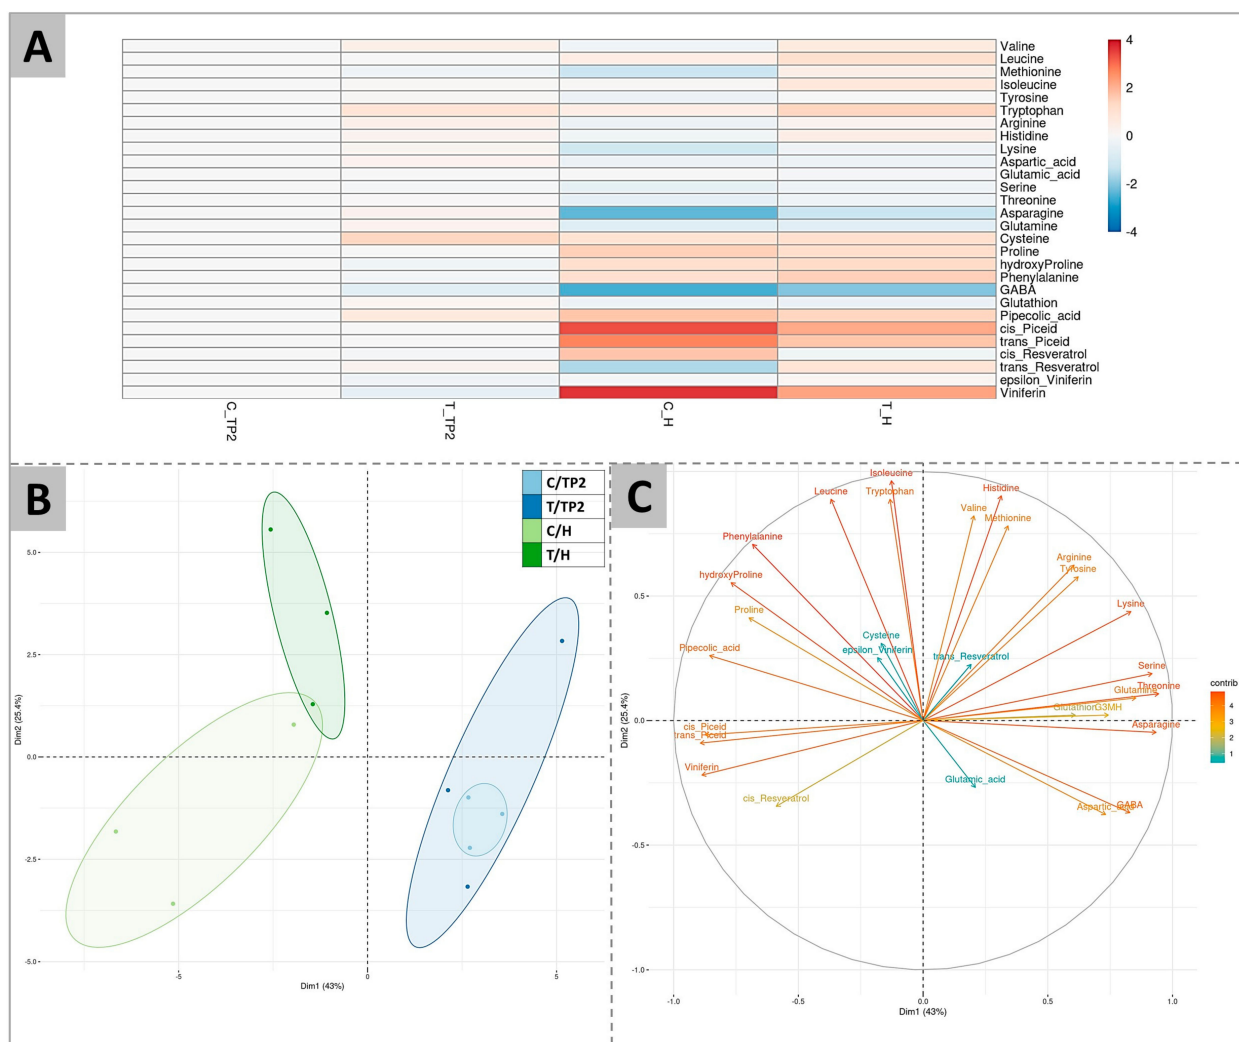 A
Valine
Leucine
Methionine
Isoleucine
Tyrosine
Tryptophan
Arginine
Histidine
Lysine
Aspartic_acid
Glutamic_acid
Serine
Threonine
Asparagine
Glutamine
Cysteine
Proline
hydroxyProline
Phenylalanine
GABA
Glutathion
Pipecolic_acid
cis_Piceid
trans_Piceid
cis_Resveratrol
trans_Resveratrol
epsilon_Viniferin
Viniferin
4
2
0
-2
-4
C_TP2
T_TP2
C_H
T_H
B
C/TP2
T/TP2
C/H
T/H
5.0
2.5
0.0
-2.5
-5.0
Dim2 (25.4%)
-5
0
5
Dim1 (43%)
C
Isoleucine
Leucine
Tryptophan
Histidine
Valine
Methionine
Phenylalanine
Arginine
Tyrosine
hydroxyProline
Proline
Lysine
Cysteine
Pipecolic_acid
epsilon_Viniferin
trans_Resveratrol
Serine
Threonine
Glutamine
Glutathion
G3MH
cis_Piceid
trans_Piceid
Asparagine
Viniferin
Glutamic_acid
cis_Resveratrol
Aspartic_acid
GABA
0.5
0.0
-0.5
-1.0
Dim2 (25.4%)
-1.0
-0.5
0.0
0.5
1.0
Dim1 (43%)
contrib
4
3
2
1